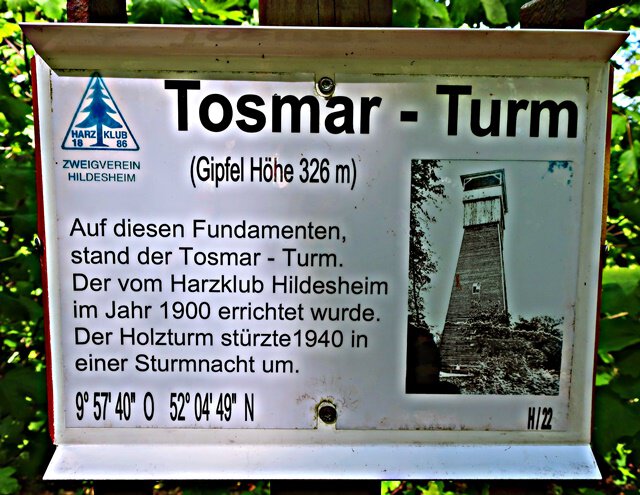 Tosmar - Turm
HARZ KLUB
18 86
ZWEIGVEREIN
HILDESHEIM
(Gipfel Höhe 326 m)
Auf diesen Fundamenten,
stand der Tosmar - Turm.
Der vom Harzklub Hildesheim
im Jahr 1900 errichtet wurde.
Der Holzturm stürzte1940 in
einer Sturmnacht um.
9° 57' 40" O 52° 04' 49" N
H / 22